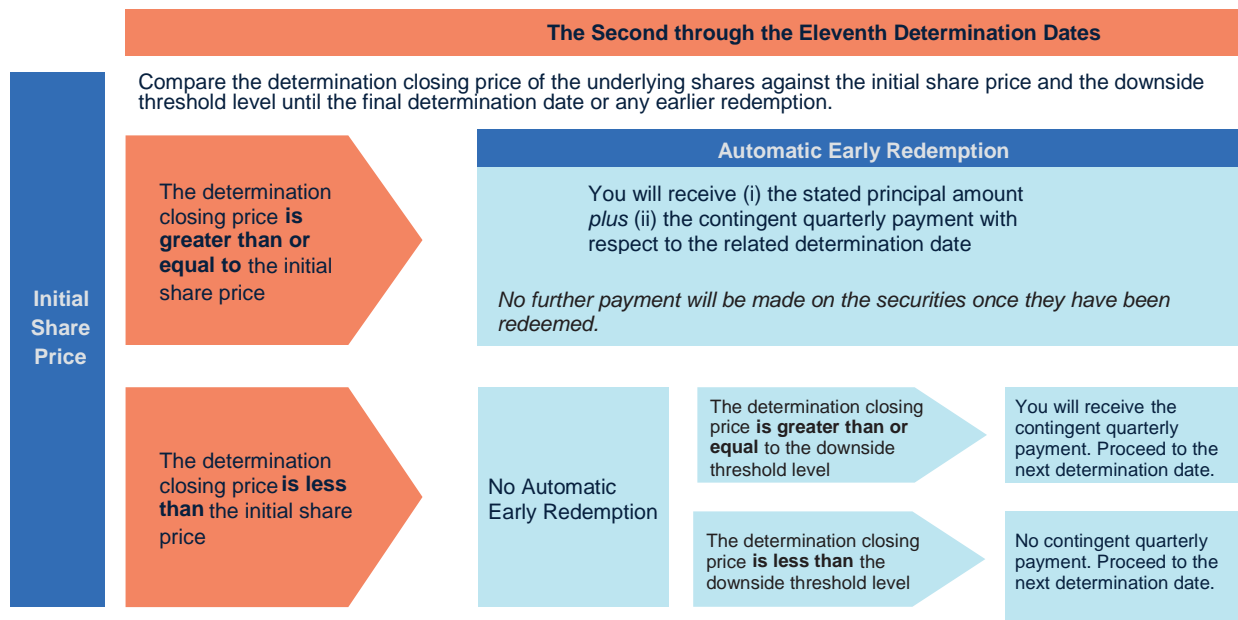 The Second through the Eleventh Determination Dates
Compare the determination closing price of the underlying shares against the initial share price and the downside
threshold level until the final determination date or any earlier redemption.
Initial
Share
Price
The determination
closing price is
greater than or
equal to the initial
share price
Automatic Early Redemption
You will receive (i) the stated principal amount
plus (ii) the contingent quarterly payment with
respect to the related determination date
No further payment will be made on the securities once they have been
redeemed.
The determination
closing price is less
than the initial share
price
No Automatic
Early Redemption
The determination closing
price is greater than or
equal to the downside
threshold level
You will receive the
contingent quarterly
payment. Proceed to the
next determination date.
The determination closing
price is less than the
downside threshold level
No contingent quarterly
payment. Proceed to the
next determination date.